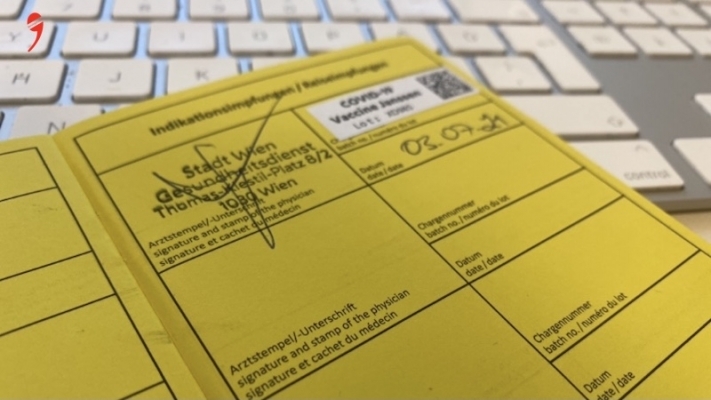 Indikationsimpfungen / Reiseimpfungen
Stadt Wien
Gesundheitsdienst
Thomas-Klestil-Platz 8/2
1030 Wien
Arztstempel/-Unterschrift
signature and stamp of the physician
signature et cachet du médecin
COVID-19
Vaccine Janssen
batch no. / numéro du lot
Datum
date / date
03.07.21
Chargennummer
batch no. / numéro du lot
Datum
date / date
Arztstempel/-Unterschrift
signature and stamp of the physician
signature et cachet du médecin
Chargennummer
batch no. / numéro du lot
Datum
date / date
control